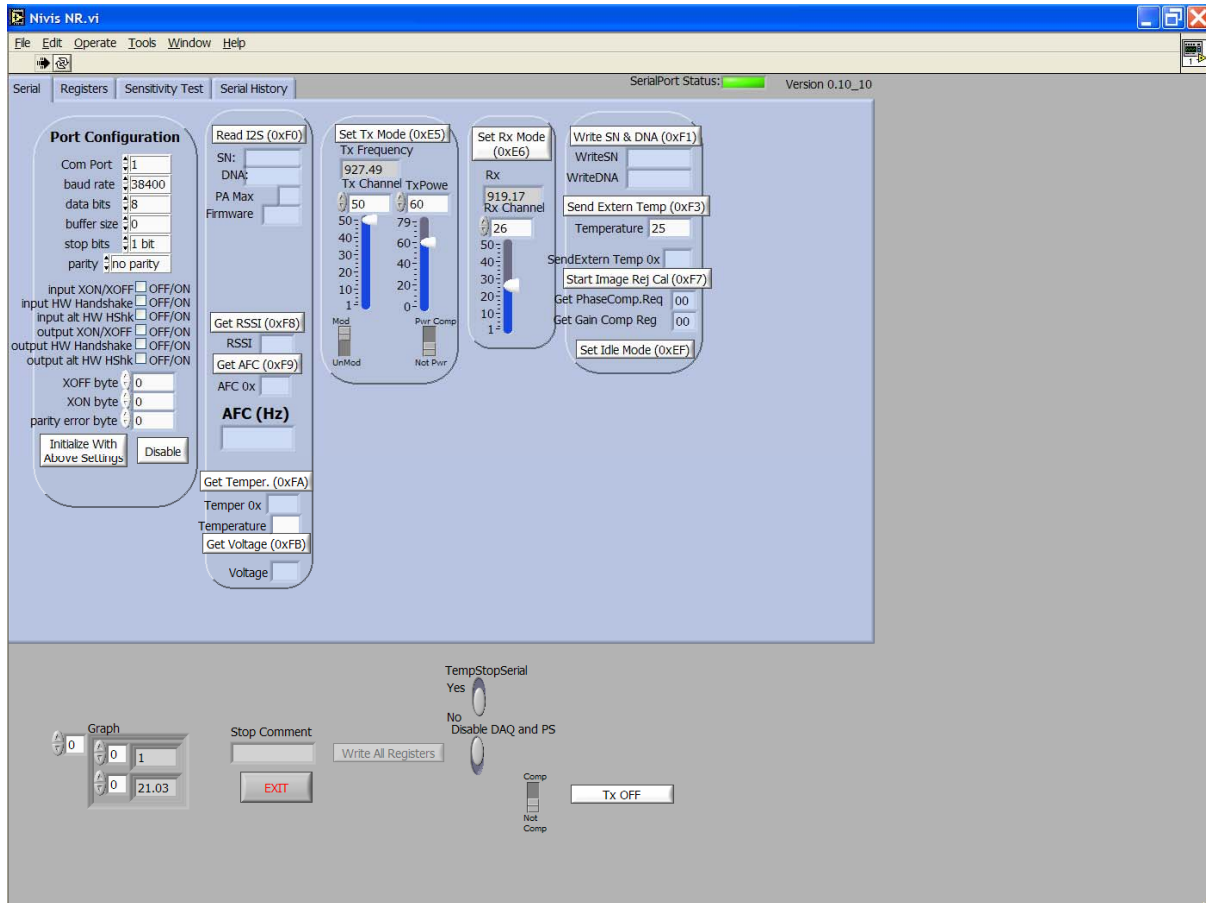 Nivis NR.vi
File Edit Operate Tools Window Help
1
Serial Registers Sensitivity Test Serial History
SerialPort Status:
Version 0.10_10
Port Configuration
Com Port 1
baud rate 38400
data bits 8
buffer size 0
stop bits 1 bit
parity no parity
input XON/XOFF OFF/ON
input HW Handshake OFF/ON
input alt HW HShk OFF/ON
output XON/XOFF OFF/ON
output HW Handshake OFF/ON
output alt HW HShk OFF/ON
XOFF byte 0
XON byte 0
parity error byte 0
Initialize With
Above Settings
Disable
Read I2S (0xF0)
SN:
DNA:
PA Max
Firmware
Get RSSI (0xF8)
RSSI
Get AFC (0xF9)
AFC 0x
AFC (Hz)
Get Temper. (0xFA)
Temper 0x
Temperature
Get Voltage (0xFB)
Voltage
Set Tx Mode (0xE5)
Tx Frequency
927.49
Tx Channel TxPowe
50 60
50 79
40 60
30 40
20 20
10 0
1
Mod Pwr Comp
UnMod Not Pwr
Set Rx Mode
(0xE6)
Rx
919.17
Rx Channel
26
50
40
30
20
10
1
Write SN & DNA (0xF1)
WriteSN
WriteDNA
Send Extern Temp (0xF3)
Temperature 25
SendExtern Temp 0x
Start Image Rej Cal (0xF7)
Get PhaseComp.Req 00
Get Gain Comp Reg 00
Set Idle Mode (0xEF)
TempStopSerial
Yes
No
Disable DAQ and PS
Graph
0
0 1
0 21.03
Stop Comment
Write All Registers
EXIT
Comp
Not
Comp
Tx OFF